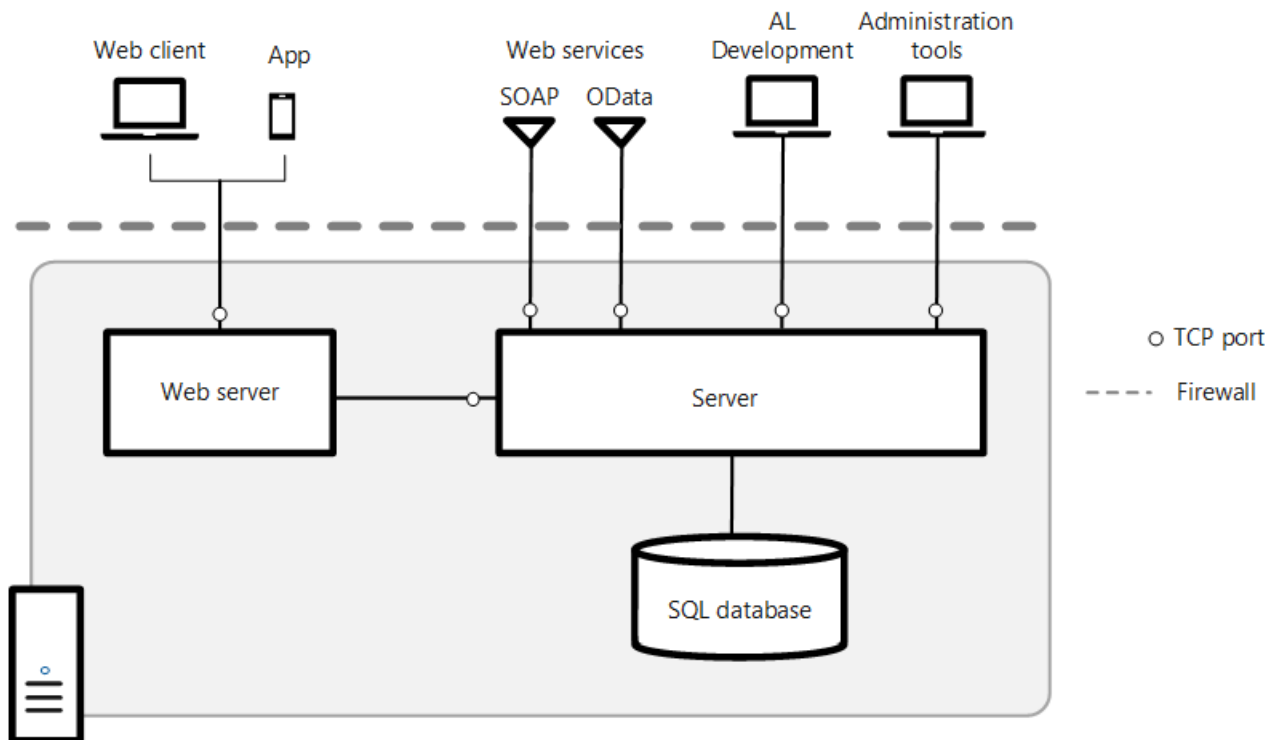 Web client
App
Web services
SOAP
OData
AL
Development
Administration
tools
Web server
Server
SQL database
TCP port
Firewall